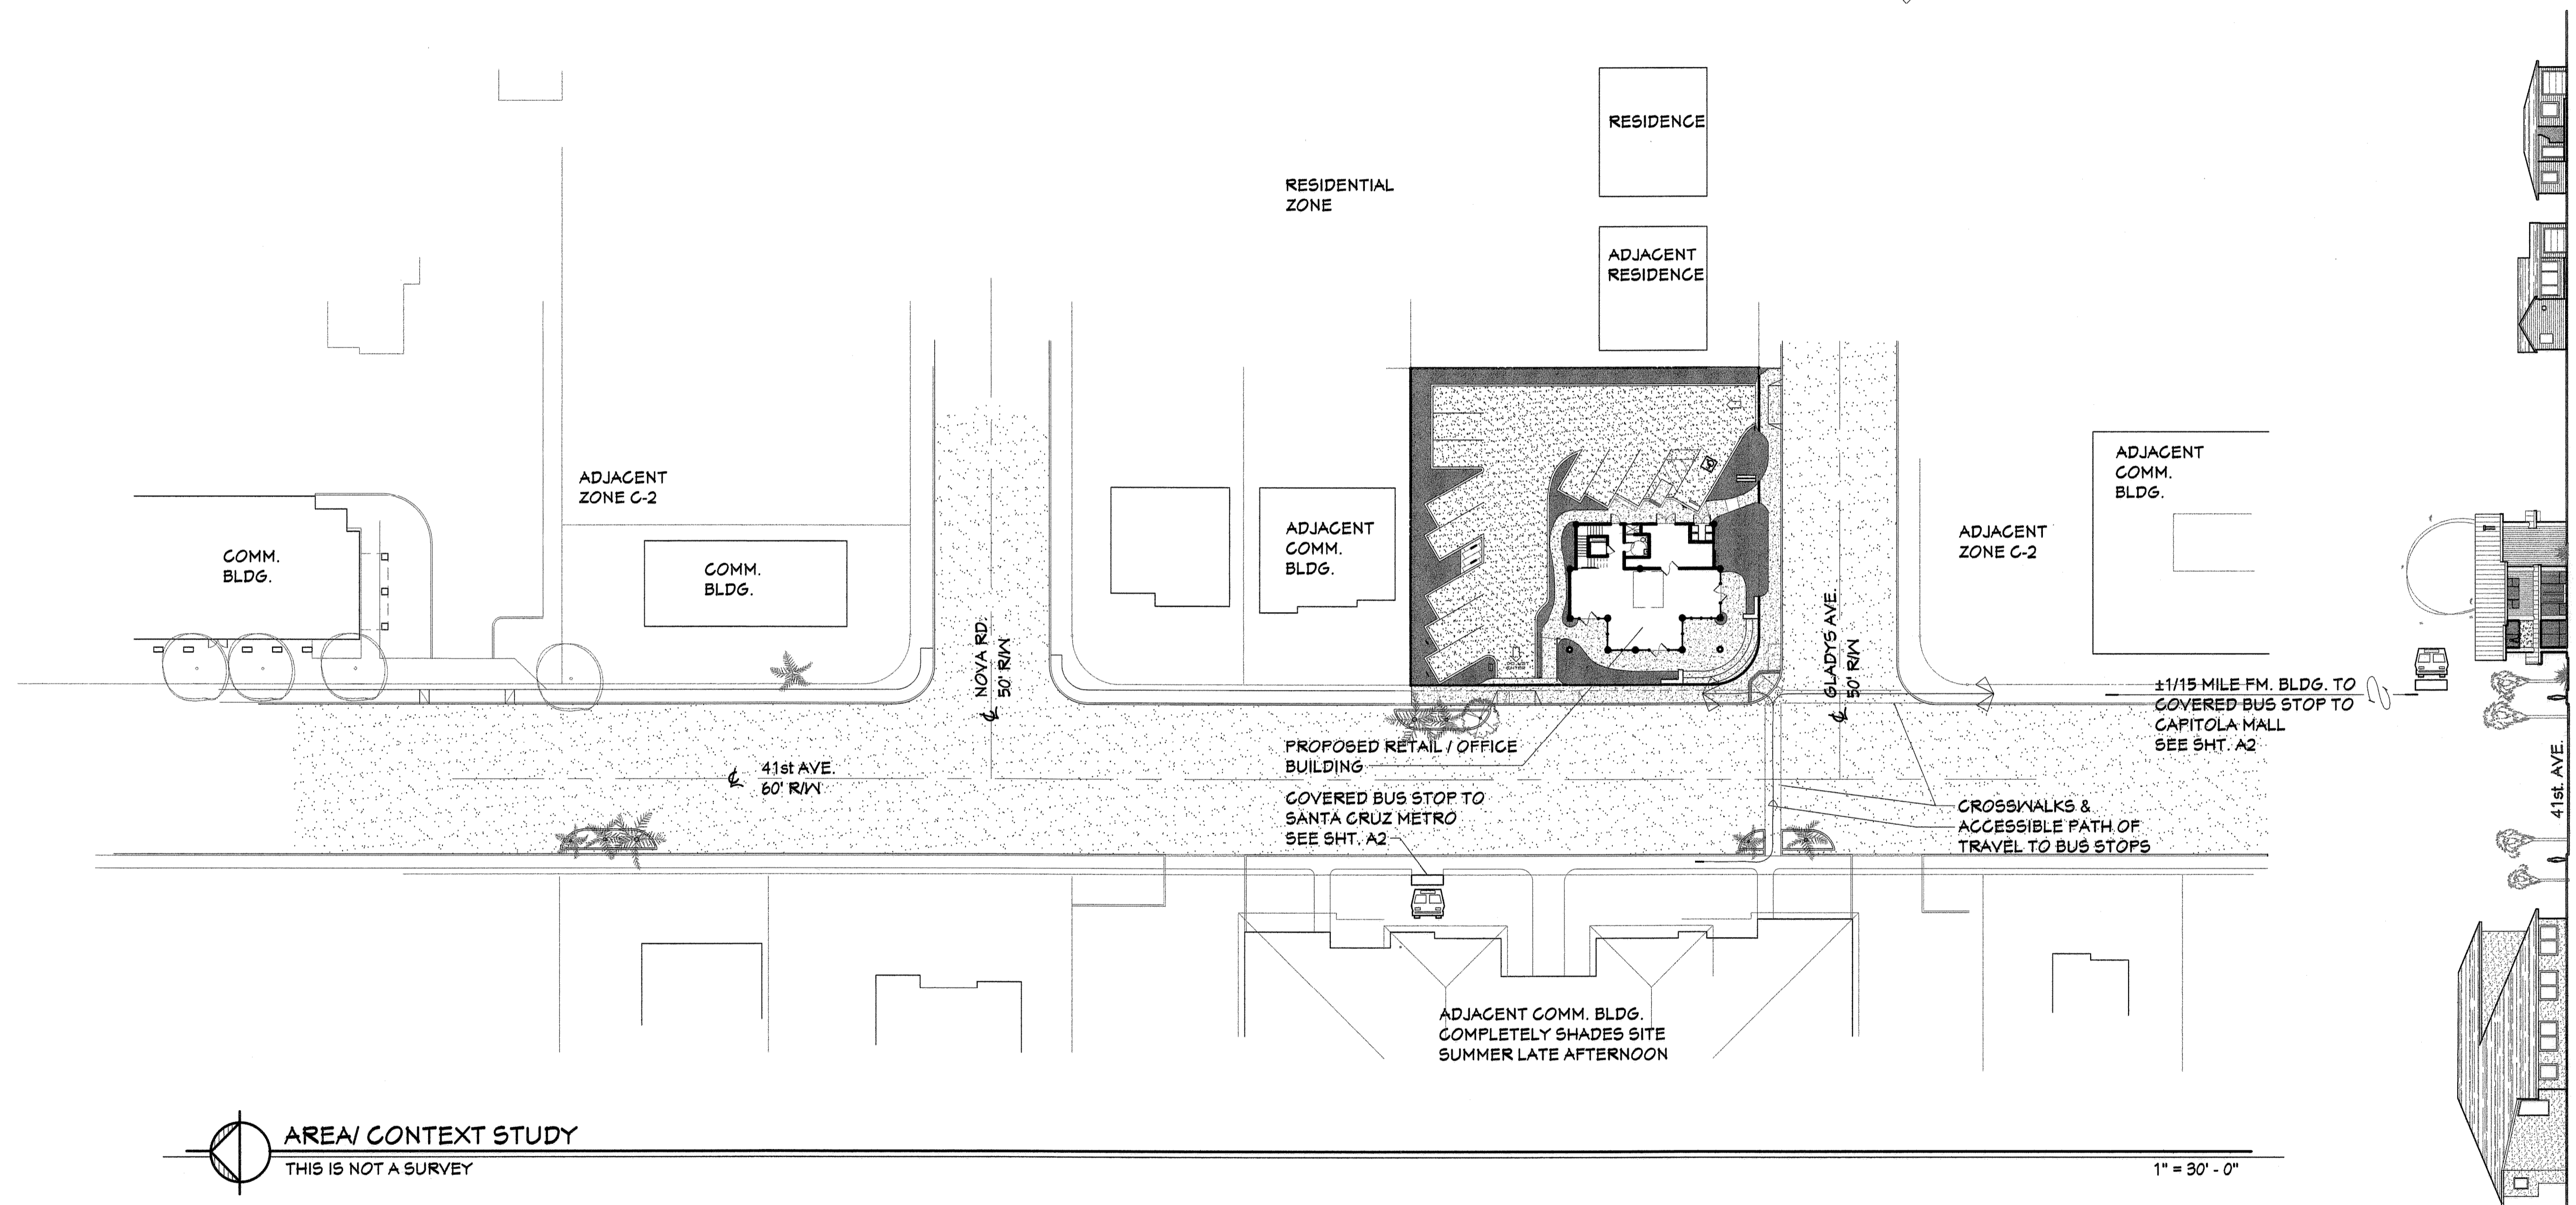 RESIDENCE
RESIDENTIAL
ZONE
ADJACENT
RESIDENCE
ADJACENT
ZONE C-2
COMM.
BLDG.
COMM.
BLDG.
ADJACENT
COMM.
BLDG.
ADJACENT
COMM.
BLDG.
ADJACENT
ZONE C-2
NOVA RD.
50' R/W
GLADYS AVE.
50' R/W
±1/15 MILE FM. BLDG. TO
COVERED BUS STOP TO
CAPITOLA MALL
SEE SHT. A2
PROPOSED RETAIL / OFFICE
BUILDING
41st AVE.
60' R/W
COVERED BUS STOP TO
SANTA CRUZ METRO
SEE SHT. A2
CROSSWALKS &
ACCESSIBLE PATH OF
TRAVEL TO BUS STOPS
41st. AVE.
ADJACENT COMM. BLDG.
COMPLETELY SHADES SITE
SUMMER LATE AFTERNOON
AREA/ CONTEXT STUDY
THIS IS NOT A SURVEY
1" = 30' - 0"